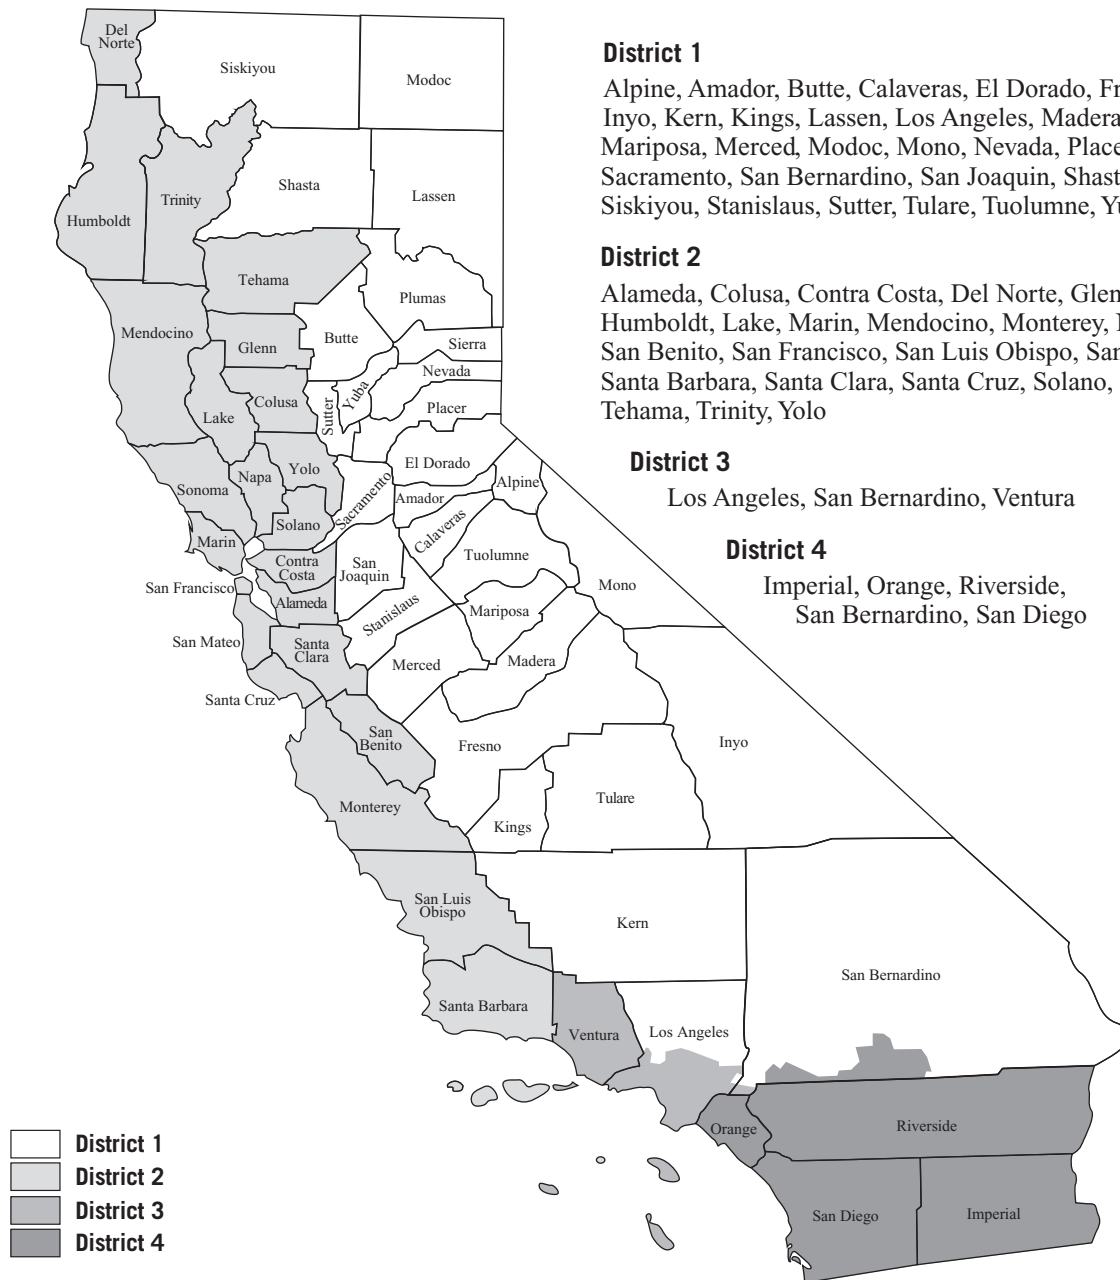 District 1
Alpine, Amador, Butte, Calaveras, El Dorado,
Inyo, Kern, Kings, Lassen, Los Angeles, Madera
Mariposa, Merced, Modoc, Mono, Nevada,
Sacramento, San Bernardino, San Joaquin,
Siskiyou, Stanislaus, Sutter, Tulare, Tuolumne,
District 2
Alameda, Colusa, Contra Costa, Del Norte,
Humboldt, Lake, Marin, Mendocino, Monterey,
San Benito, San Francisco, San Luis Obispo,
Santa Barbara, Santa Clara, Santa Cruz, Solano,
Tehama, Trinity, Yolo
District 3
Los Angeles, San Bernardino, Ventura
District 4
Imperial, Orange, Riverside,
San Bernardino, San Diego
Del
Norte
Siskiyou
Modoc
Shasta
Lassen
Trinity
Humboldt
Tehama
Plumas
Mendocino
Butte
Glenn
Sierra
Nevada
Yuba
Sutter
Colusa
Placer
Lake
El Dorado
Yolo
Napa
Sonoma
Sacramento
Alpine
Amador
Solano
Calaveras
Marin
Tuolumne
Contra
Costa
San
Joaquin
San Francisco
Mono
Alameda
Stanislaus
Mariposa
San Mateo
Santa
Clara
Merced
Madera
Santa Cruz
San
Benito
Fresno
Inyo
Monterey
Tulare
Kings
San Luis
Obispo
Kern
San Bernardino
Santa Barbara
Ventura
Los Angeles
Orange
Riverside
San Diego
Imperial
District 1
District 2
District 3
District 4